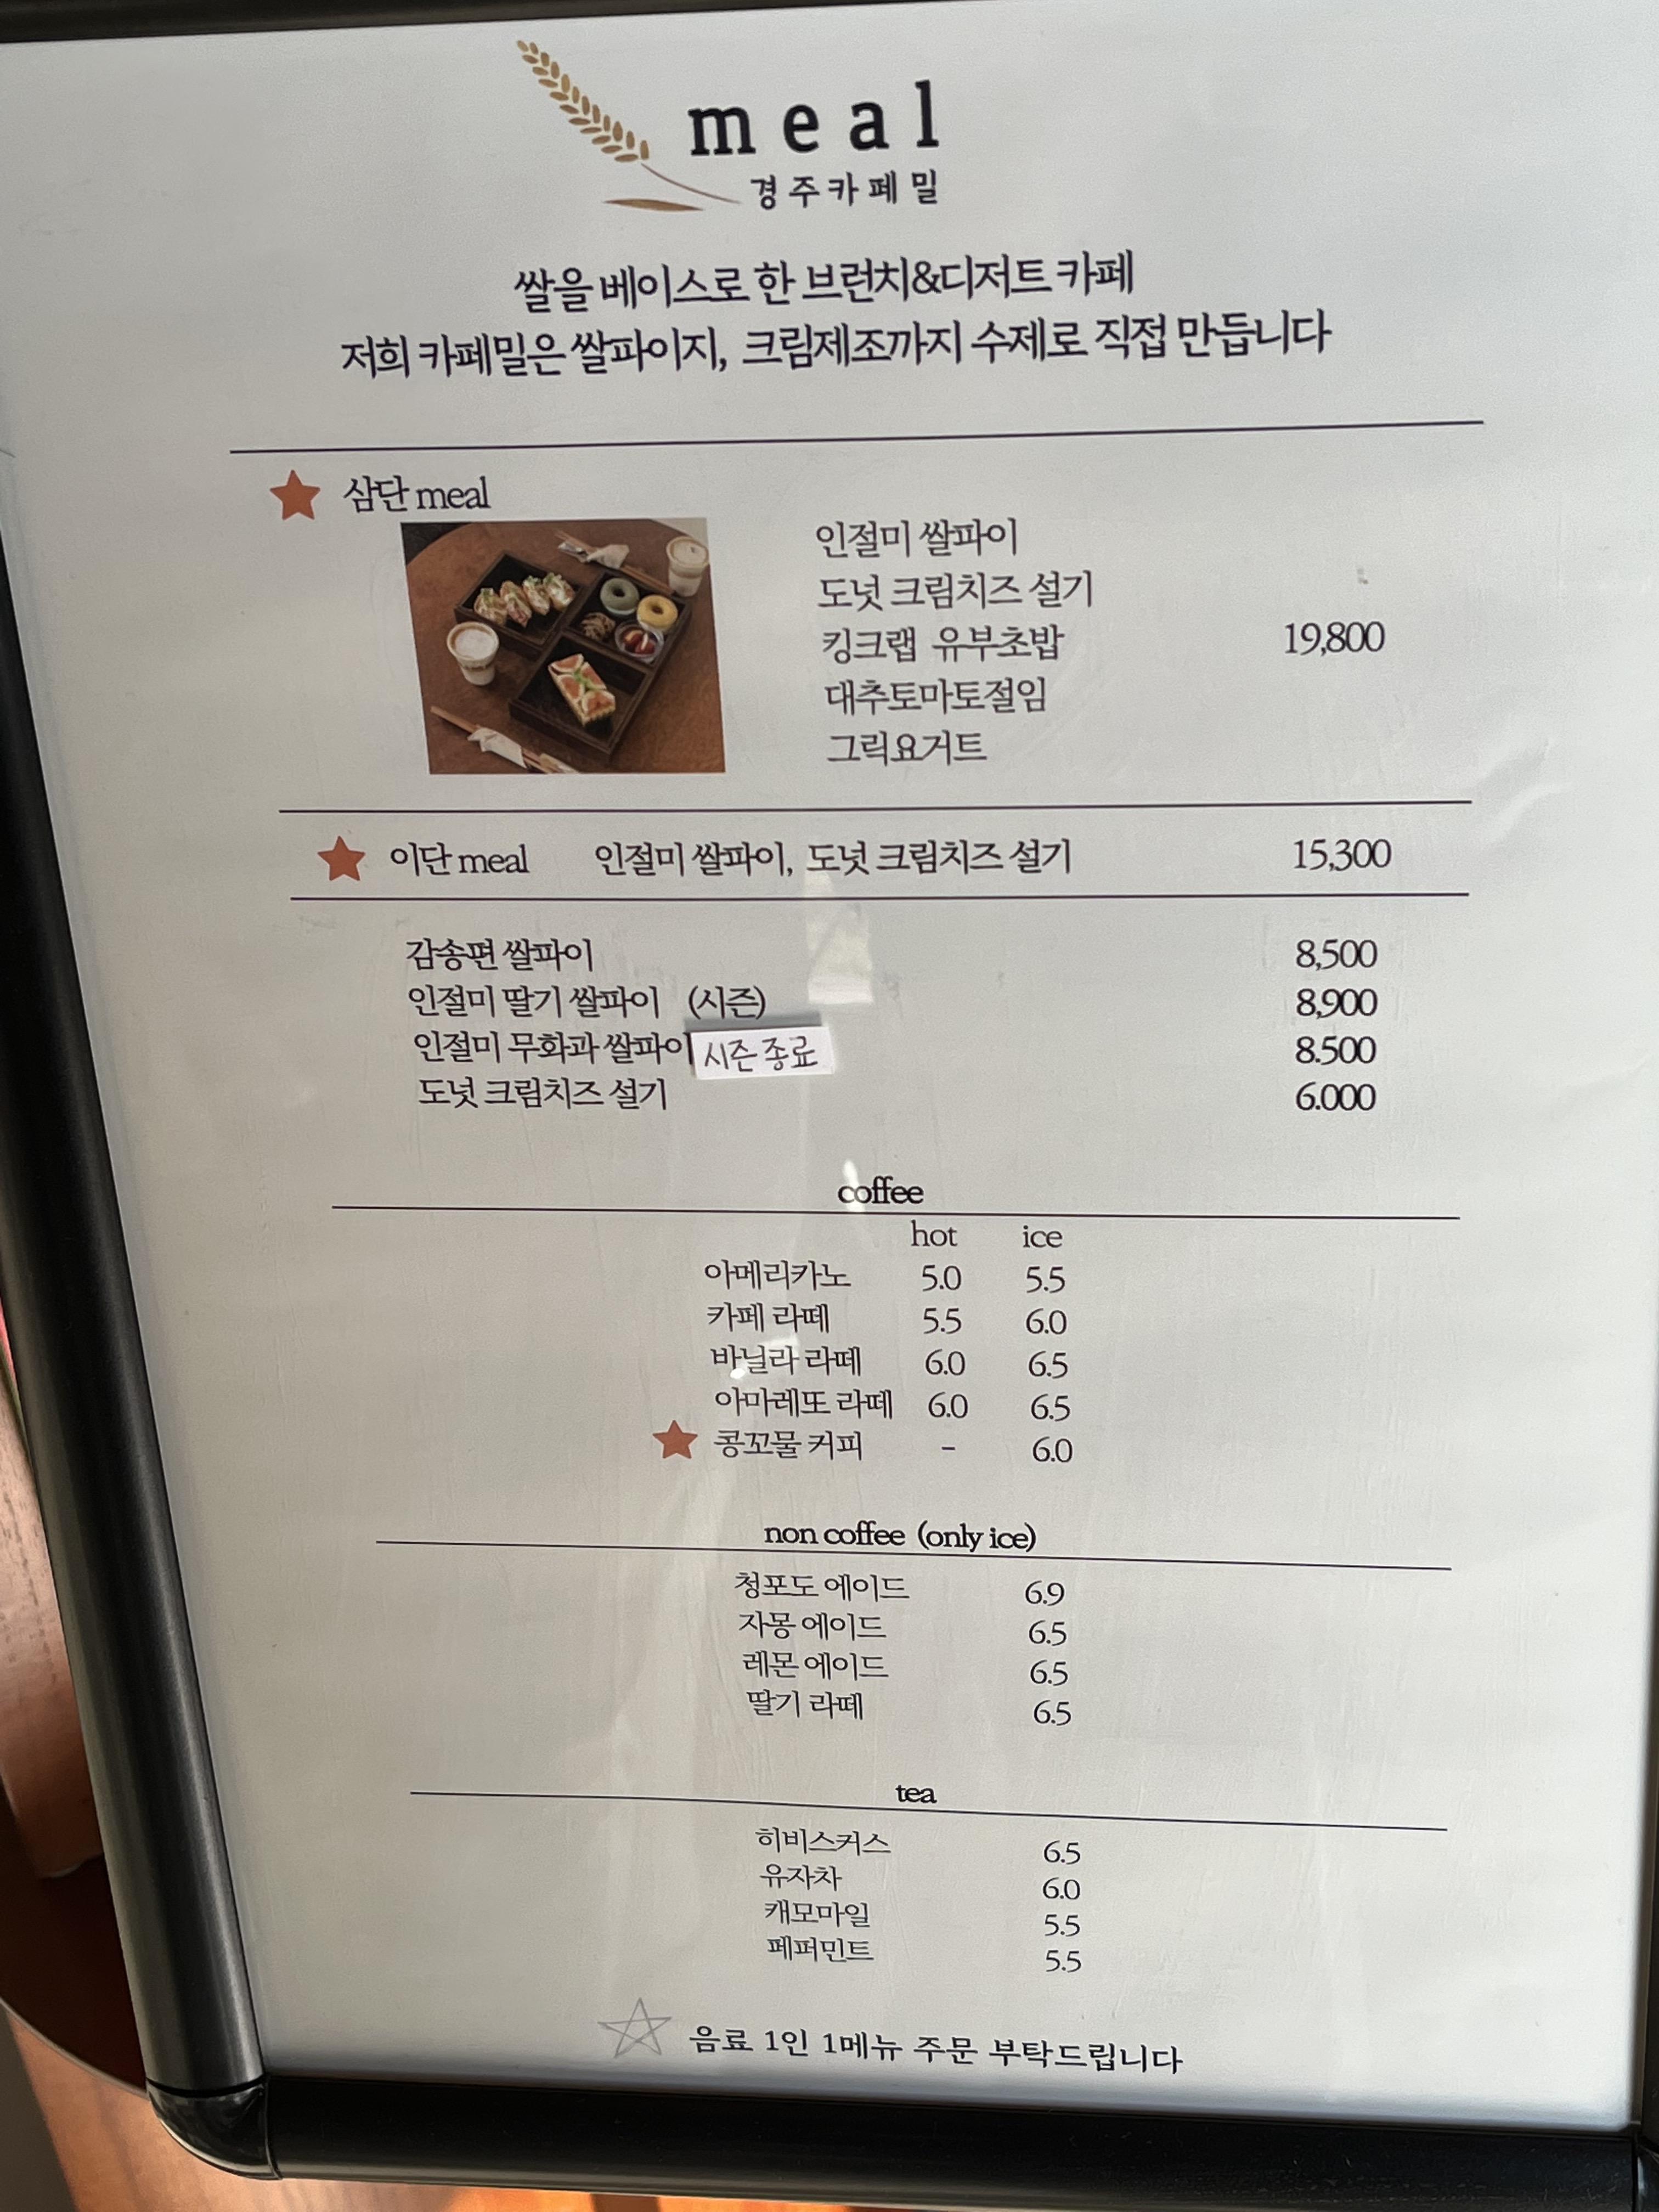 meal
경주카페밀
쌀을 베이스로 한 브런치&디저트 카페
저희 카페밀은 쌀파이지, 크림제조까지 수제로 직접 만듭니다
삼단 meal
인절미 쌀파이
도넛 크림치즈 설기
킹크랩 유부초밥 19,800
대추토마토절임
그릭요거트
이단 meal 인절미 쌀파이, 도넛 크림치즈 설기 15,300
감송편 쌀파이 8,500
인절미 딸기 쌀파이 (시즌) 8,900
인절미 무화과 쌀파이 시즌종료 8.500
도넛 크림치즈 설기 6.000
coffee
hot ice
아메리카노 5.0 5.5
카페 라떼 5.5 6.0
바닐라 라떼 6.0 6.5
아마레또 라떼 6.0 6.5
콩꼬물 커피 - 6.0
non coffee (only ice)
청포도 에이드 6.9
자몽 에이드 6.5
레몬 에이드 6.5
딸기 라떼 6.5
tea
히비스커스 6.5
유자차 6.0
캐모마일 5.5
페퍼민트 5.5
음료 1인 1메뉴 주문 부탁드립니다